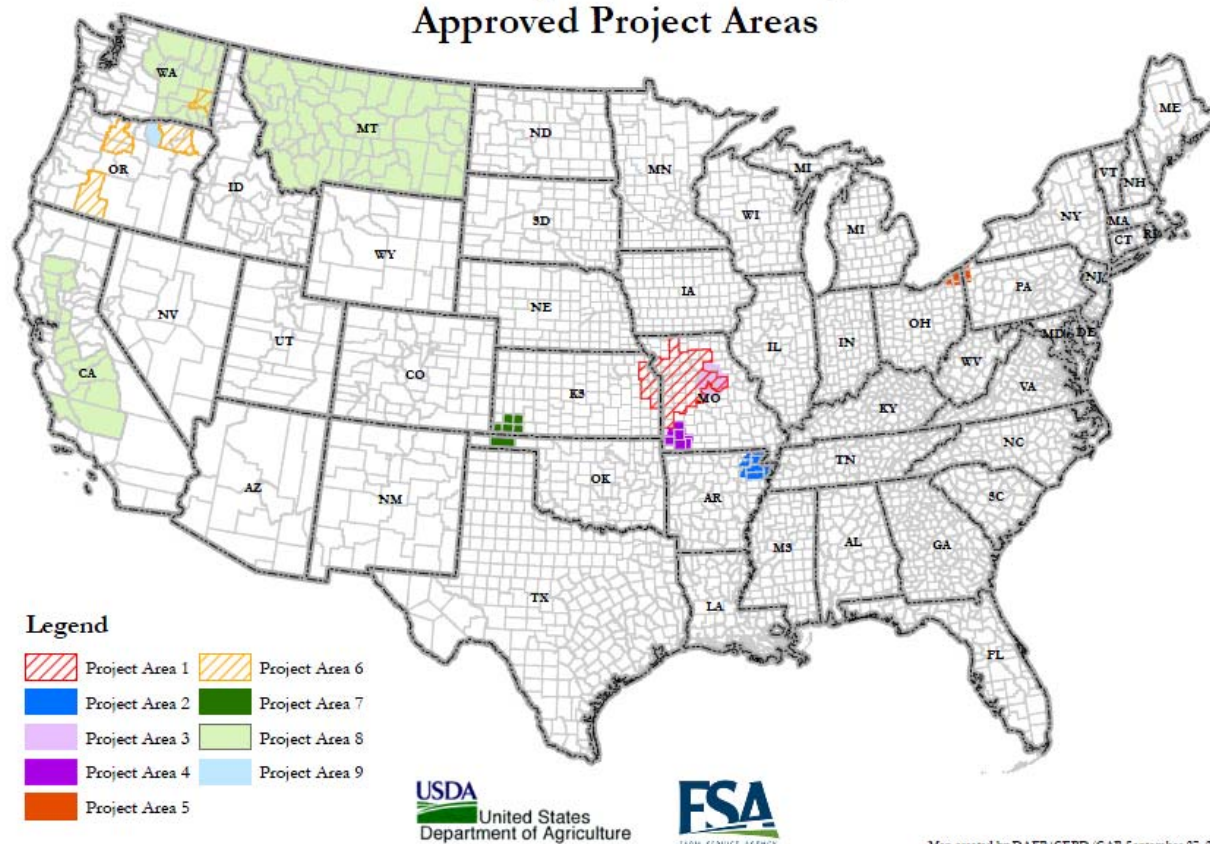 Approved Project Areas
WA
MT
ND
MN
ME
OR
ID
SD
WI
MI
MI
VT
NH
NY
MA
CT
RI
WY
NE
IA
PA
NJ
NV
UT
CO
KS
MO
IL
IN
OH
WV
MD
DE
VA
CA
KY
NC
AZ
NM
OK
AR
TN
SC
MS
AL
GA
TX
LA
FL
Legend
Project Area 1
Project Area 2
Project Area 3
Project Area 4
Project Area 5
Project Area 6
Project Area 7
Project Area 8
Project Area 9
USDA
United States
Department of Agriculture
FSA
Map created by